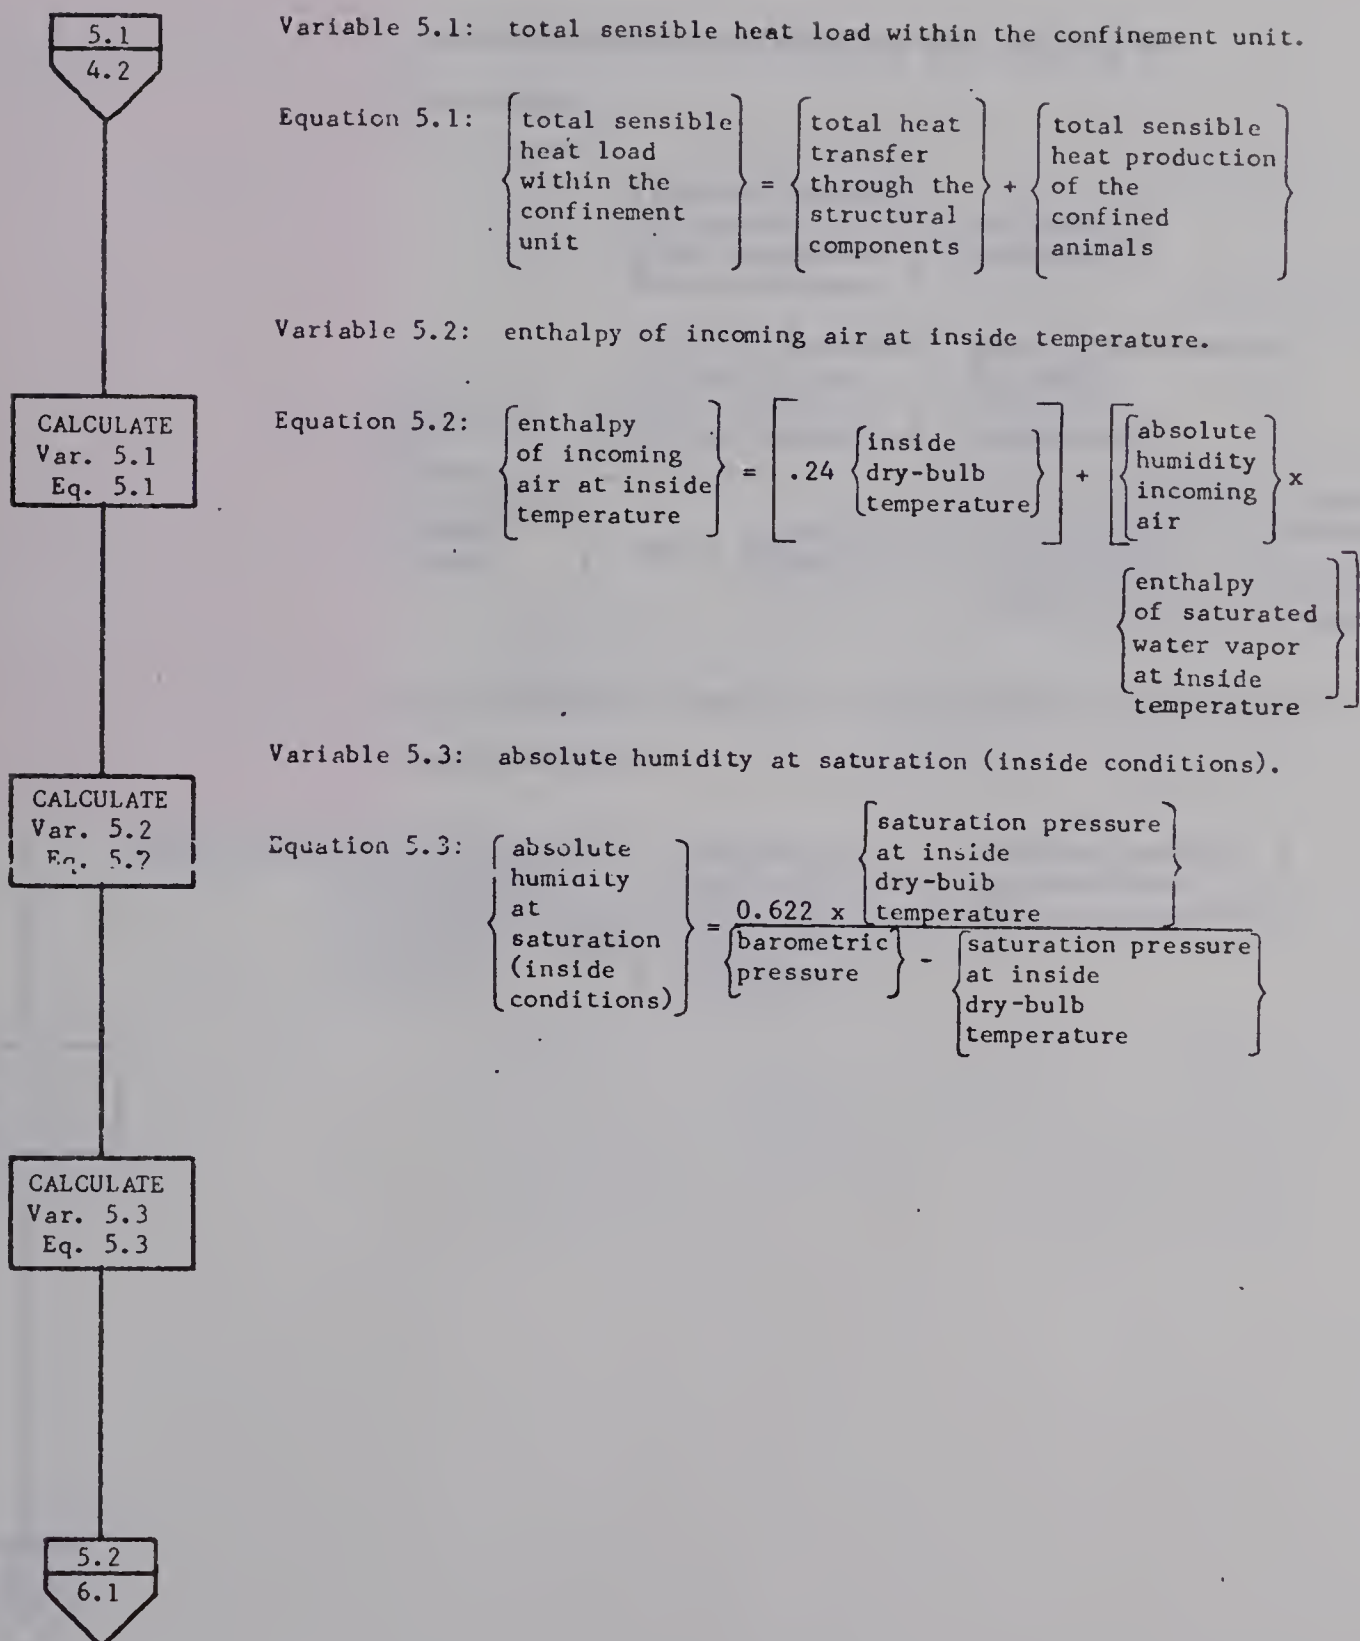 5.1
4.2
Variable 5.1: total sensible heat load within the confinement unit.
Equation 5.1:
total sensible
heat load
within the
confinement
unit
=
total heat
transfer
through the
structural
components
+
total sensible
heat production
of the
confined
animals
Variable 5.2: enthalpy of incoming air at inside temperature.
CALCULATE
Var. 5.1
Eq. 5.1
Equation 5.2:
enthalpy
of incoming
air at inside
temperature
=
.24
inside
dry-bulb
temperature
+
absolute
humidity
incoming
air
x
enthalpy
of saturated
water vapor
at inside
temperature
Variable 5.3: absolute humidity at saturation (inside conditions).
CALCULATE
Var. 5.2
Eq. 5.?
Equation 5.3:
absolute
humidity
at
saturation
(inside
conditions)
=
0.622 x
saturation pressure
at inside
dry-buib
temperature
barometric
pressure
-
saturation pressure
at inside
dry-bulb
temperature
CALCULATE
Var. 5.3
Eq. 5.3
5.2
6.1